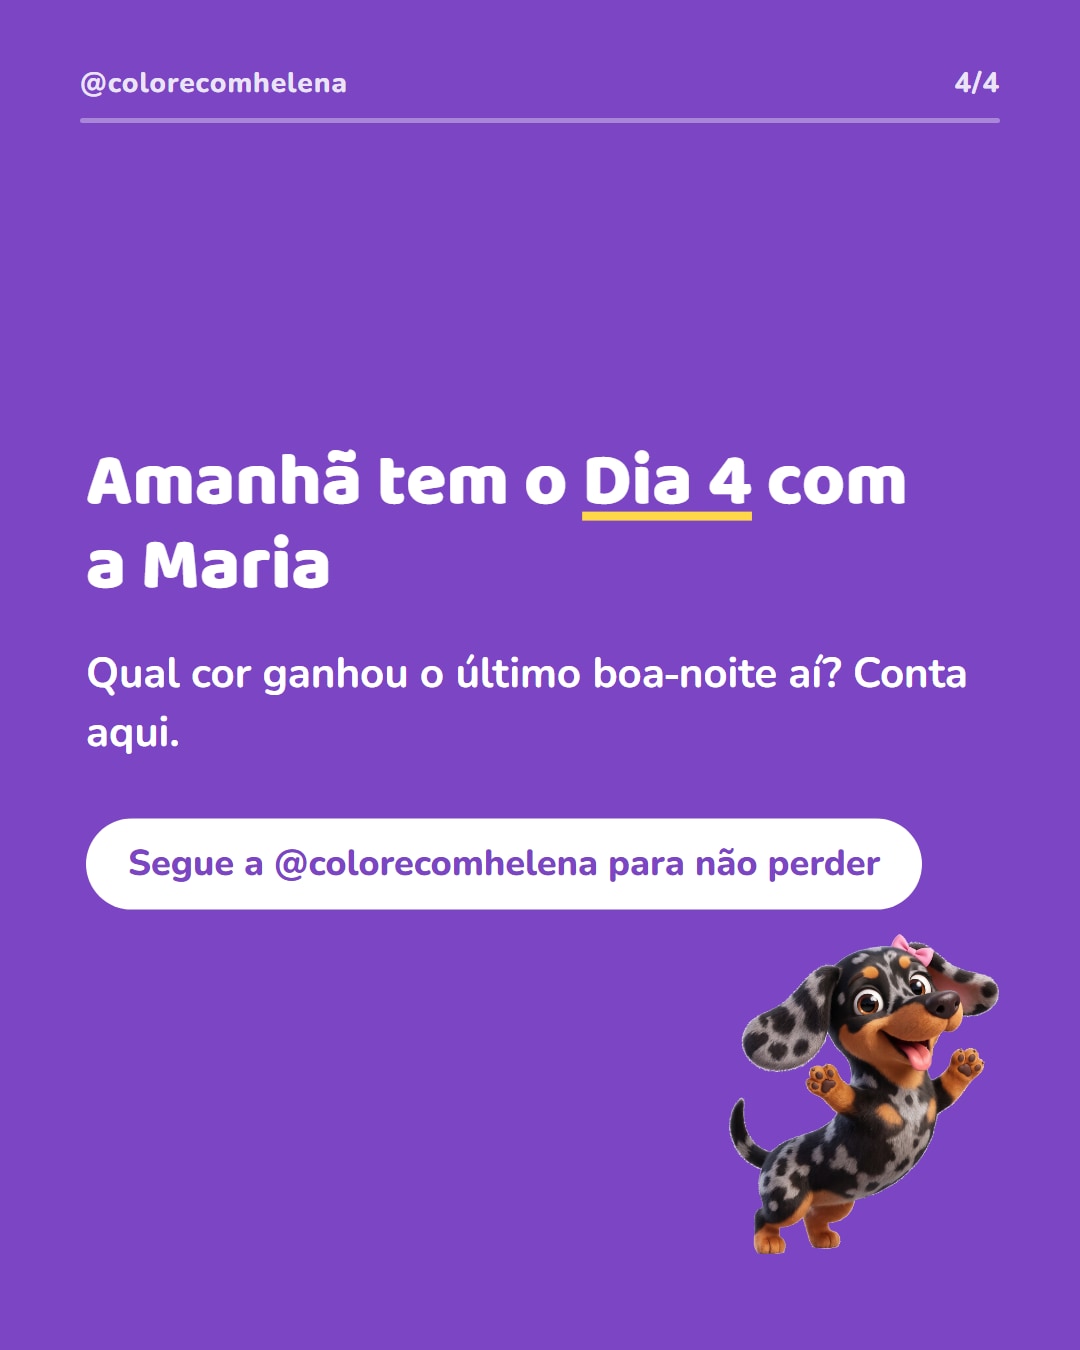 @colorecomhelena
4/4
Amanhã tem o Dia 4 com
a Maria
Qual cor ganhou o último boa-noite aí? Conta
aqui.
Segue a @colorecomhelena para não perder